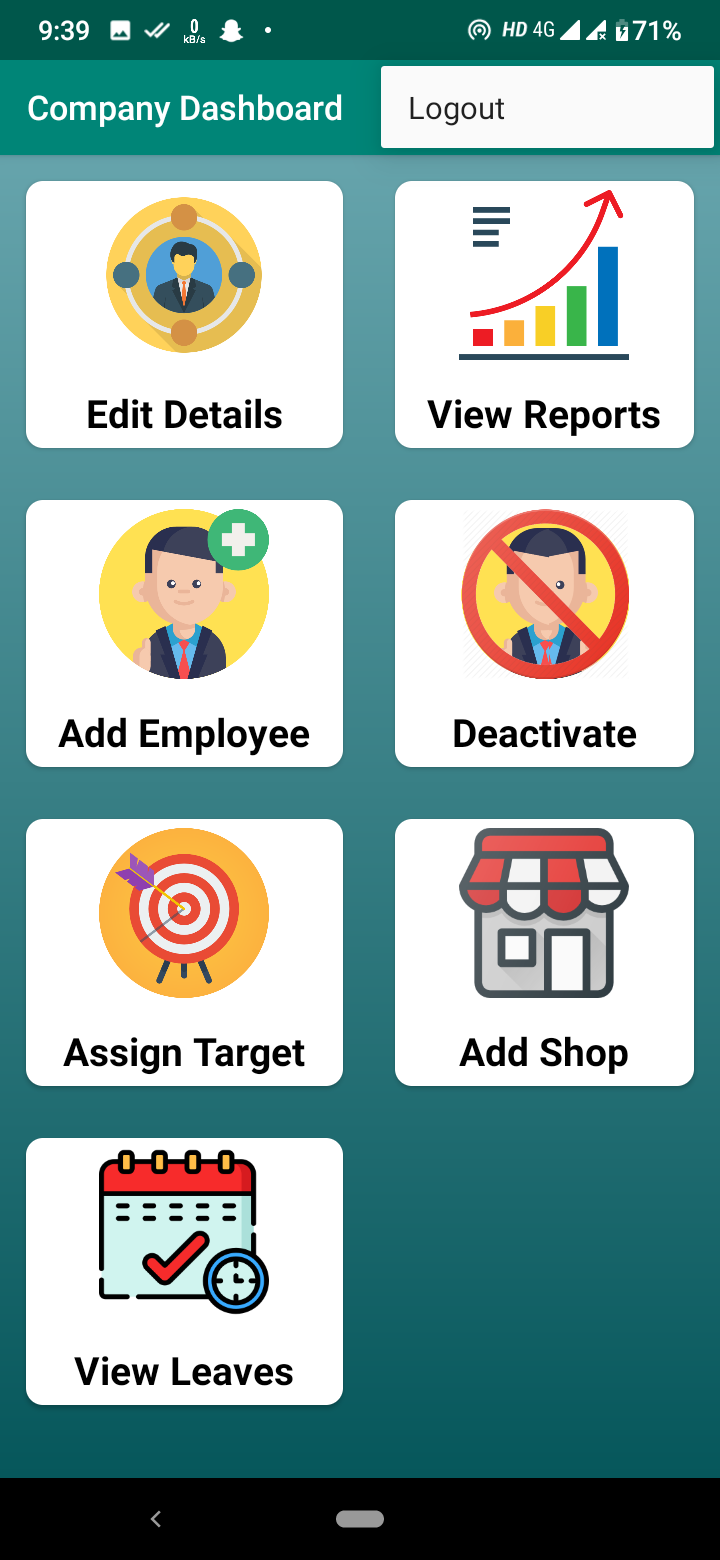 9:39 0 kB/s HD 4G 71%
Company Dashboard Logout
Edit Details View Reports
Add Employee Deactivate
Assign Target Add Shop
View Leaves